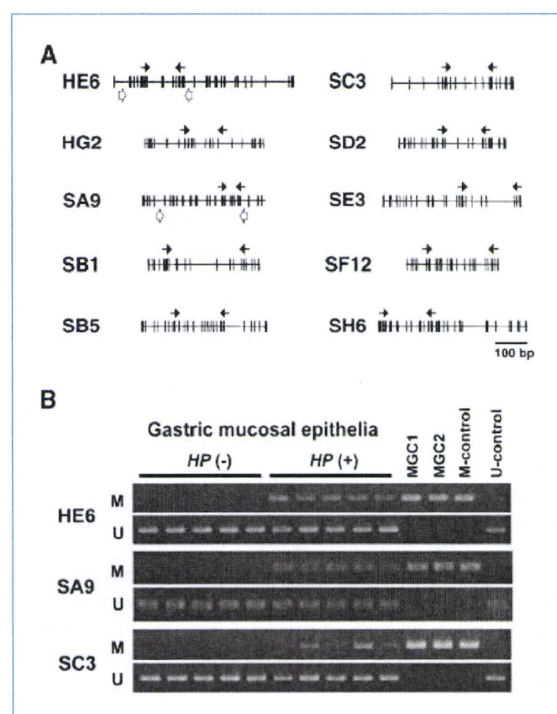 A
HE6
SC3
HG2
SD2
SA9
SE3
SB1
SF12
SB5
SH6
100 bp
B
Gastric mucosal epithelia
HP (-)
HP (+)
MGC1
MGC2
M-control
U-control
HE6
M
U
SA9
M
U
SC3
M
U